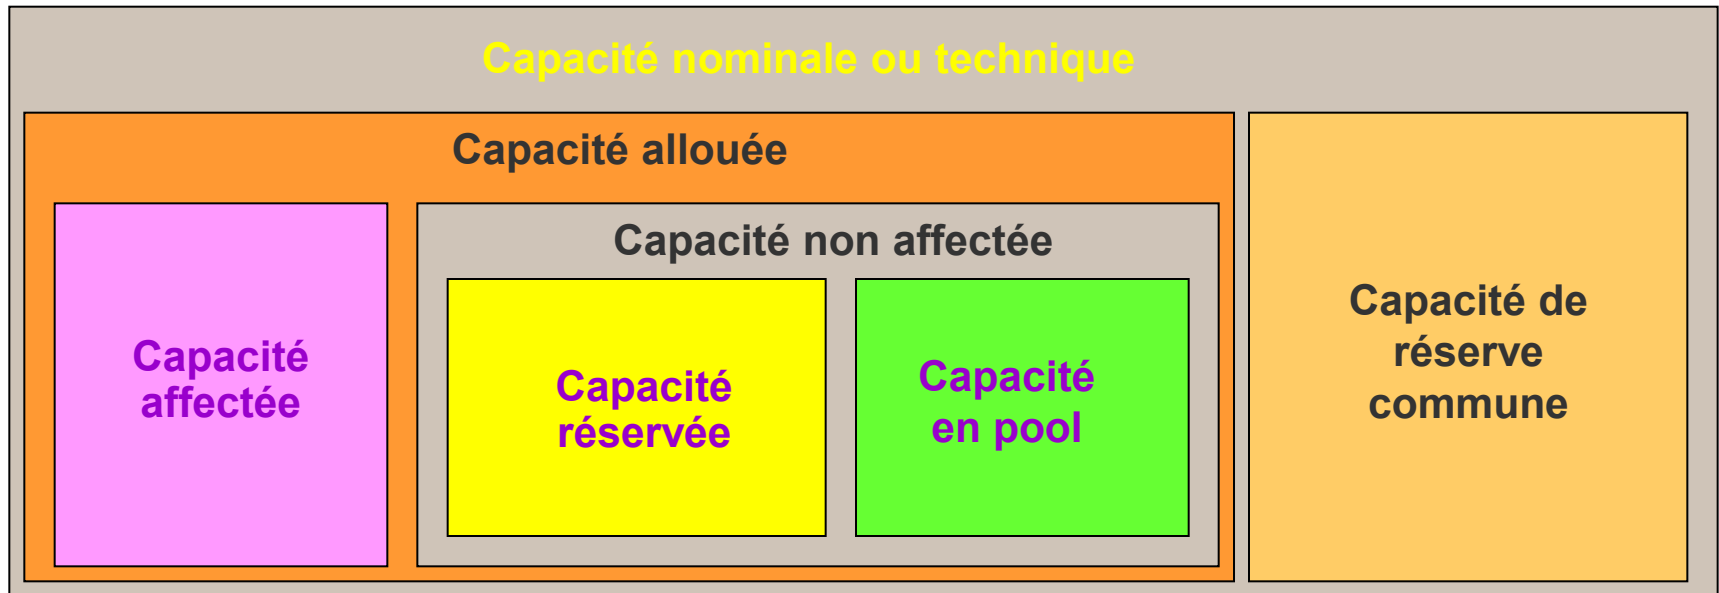 Capacité nominale ou technique
Capacité allouée
Capacité non affectée
Capacité
affectée
Capacité
réservée
Capacité
en pool
Capacité de
réserve
commune